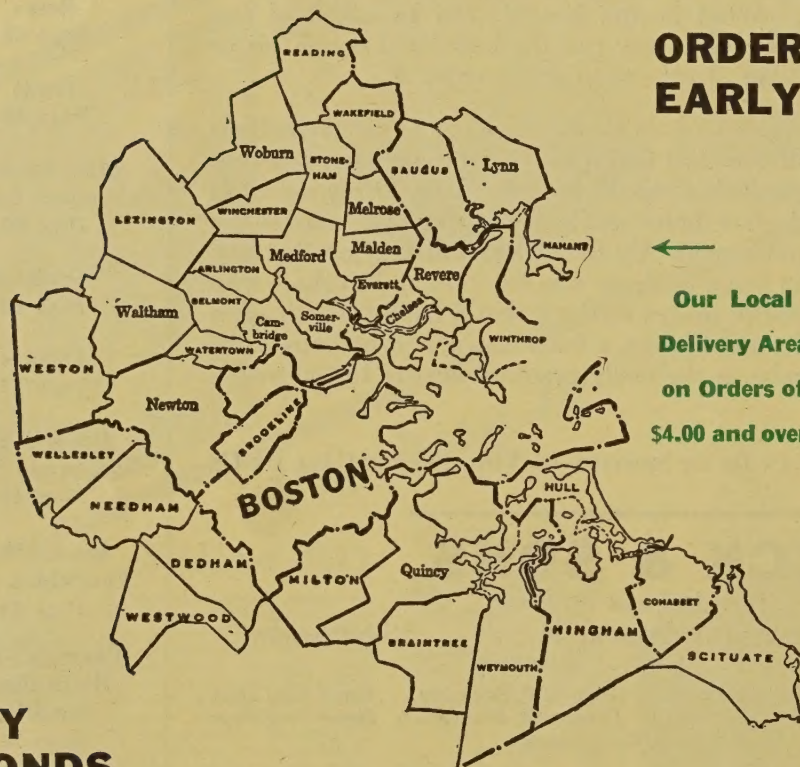 ORDER
EARLY
READING
WAKEFIELD
Woburn
STONE-
HAM
SAUGUS
Lynn
LEXINGTON
WINCHESTER
Melrose
NAHANT
ARLINGTON
Medford
Malden
Revere
Everett
Chelsea
Our Local
Delivery Area
on Orders of
$4.00 and over
Waltham
BELMONT
Cam-
bridge
Somer-
ville
WINTHROP
WATERTOWN
WESTON
Newton
BROOKLINE
WELLESLEY
NEEDHAM
BOSTON
HULL
DEDHAM
MILTON
Quincy
WESTWOOD
BRAINTREE
WEYMOUTH
HINGHAM
COHASSET
SCITUATE
Y
ONDS